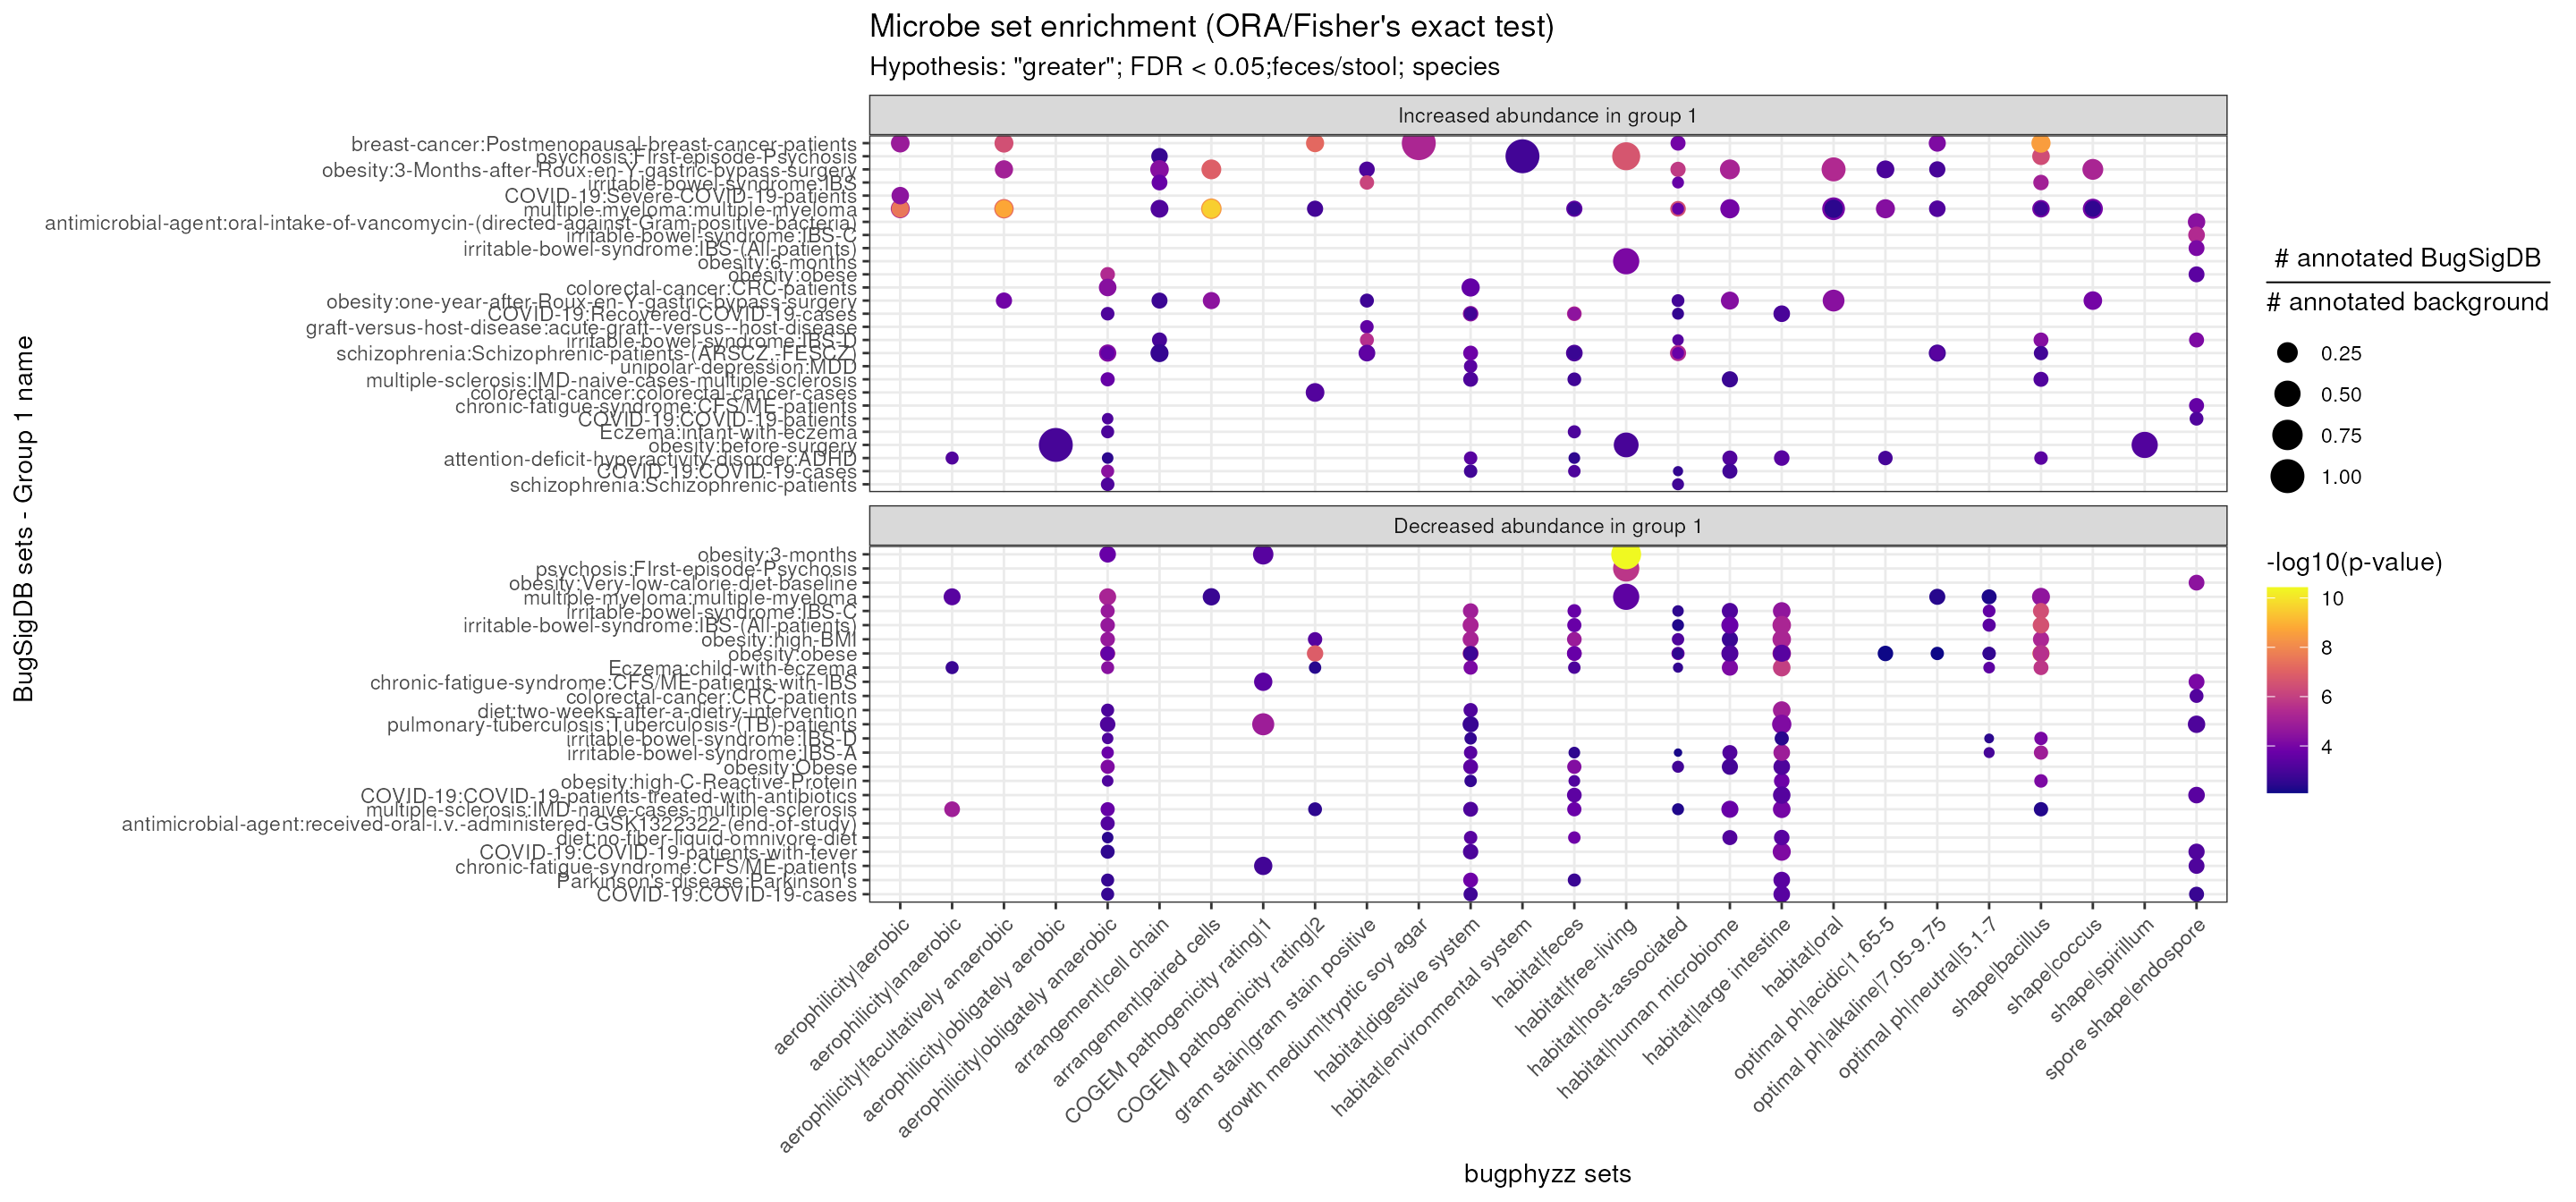 Microbe set enrichment (ORA/Fisher's exact test)
Hypothesis: "greater"; FDR < 0.05;feces/stool; species
Increased abundance in group 1
breast-cancer:Postmenopausal-breast-cancer-patients
psychosis:FIrst-episode-Psychosis
obesity:3-Months-after-Roux-en-Y-gastric-bypass-surgery
irritable-bowel-syndrome:IBS
COVID-19:Severe-COVID-19-patients
multiple-myeloma:multiple-myeloma
antimicrobial-agent:oral-intake-of-vancomycin-(directed-against-Gram-positive-bacteria)
irritable-bowel-syndrome:IBS-C
irritable-bowel-syndrome:IBS-(All-patients)
obesity:6-months
obesity:obese
colorectal-cancer:CRC-patients
obesity:one-year-after-Roux-en-Y-gastric-bypass-surgery
COVID-19:Recovered-COVID-19-cases
graft-versus-host-disease:acute-graft--versus--host-disease
irritable-bowel-syndrome:IBS-D
schizophrenia:Schizophrenic-patients-(ARSCZ,-FESCZ)
unipolar-depression:MDD
multiple-sclerosis:IMD-naive-cases-multiple-sclerosis
colorectal-cancer:colorectal-cancer-cases
chronic-fatigue-syndrome:CFS/ME-patients
COVID-19:COVID-19-patients
Eczema:infant-with-eczema
obesity:before-surgery
attention-deficit-hyperactivity-disorder:ADHD
COVID-19:COVID-19-cases
schizophrenia:Schizophrenic-patients
Decreased abundance in group 1
obesity:3-months
psychosis:FIrst-episode-Psychosis
obesity:Very-low-calorie-diet-baseline
multiple-myeloma:multiple-myeloma
irritable-bowel-syndrome:IBS-C
irritable-bowel-syndrome:IBS-(All-patients)
obesity:high-BMI
obesity:obese
Eczema:child-with-eczema
chronic-fatigue-syndrome:CFS/ME-patients-with-IBS
colorectal-cancer:CRC-patients
diet:two-weeks-after-a-dietry-intervention
pulmonary-tuberculosis:Tuberculosis-(TB)-patients
irritable-bowel-syndrome:IBS-D
irritable-bowel-syndrome:IBS-A
obesity:Obese
obesity:high-C-Reactive-Protein
COVID-19:COVID-19-patients-treated-with-antibiotics
multiple-sclerosis:IMD-naive-cases-multiple-sclerosis
antimicrobial-agent:received-oral-i.v.-administered-GSK1322322-(end-of-study)
diet:no-fiber-liquid-omnivore-diet
COVID-19:COVID-19-patients-with-fever
chronic-fatigue-syndrome:CFS/ME-patients
Parkinson's-disease:Parkinson's
COVID-19:COVID-19-cases
BugSigDB sets - Group 1 name
aerophilicity|aerobic
aerophilicity|anaerobic
aerophilicity|facultatively anaerobic
aerophilicity|obligately aerobic
aerophilicity|obligately anaerobic
arrangement|cell chain
arrangement|paired cells
COGEM pathogenicity rating|1
COGEM pathogenicity rating|2
gram stain|gram stain positive
growth medium|tryptic soy agar
habitat|digestive system
habitat|environmental system
habitat|feces
habitat|free-living
habitat|host-associated
habitat|human microbiome
habitat|large intestine
habitat|oral
optimal ph|acidic|1.65-5
optimal ph|alkaline|7.05-9.75
optimal ph|neutral|5.1-7
shape|bacillus
shape|coccus
shape|spirillum
spore shape|endospore
bugphyzz sets
# annotated BugSigDB
# annotated background
0.25
0.50
0.75
1.00
-log10(p-value)
10
8
6
4